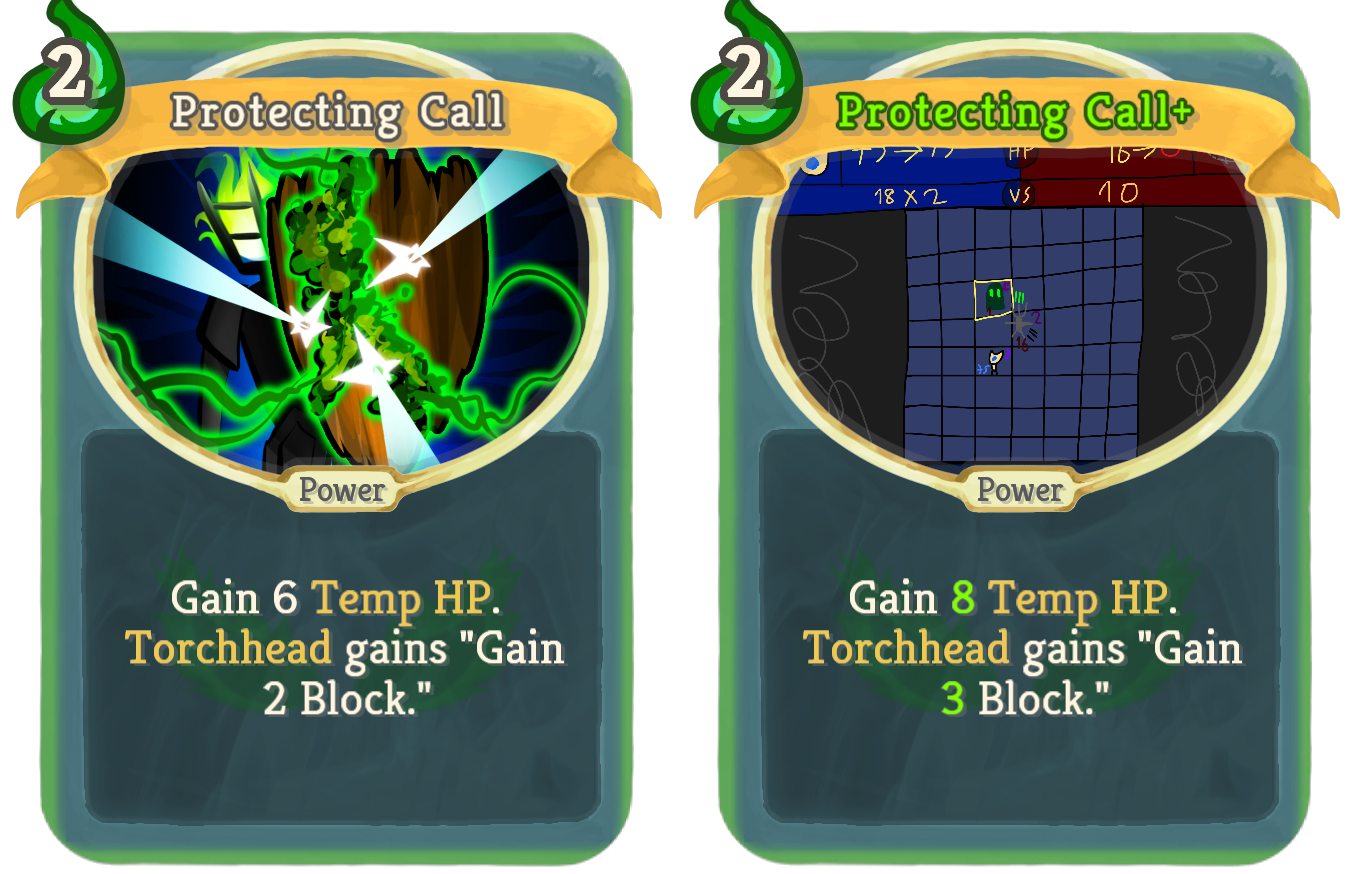 2
Protecting Call
Power
Gain 6 Temp HP.
Torchhead gains "Gain
2 Block."
2
Protecting Call+
HP
18 x 2 vs 10
Power
Gain 8 Temp HP.
Torchhead gains "Gain
3 Block."